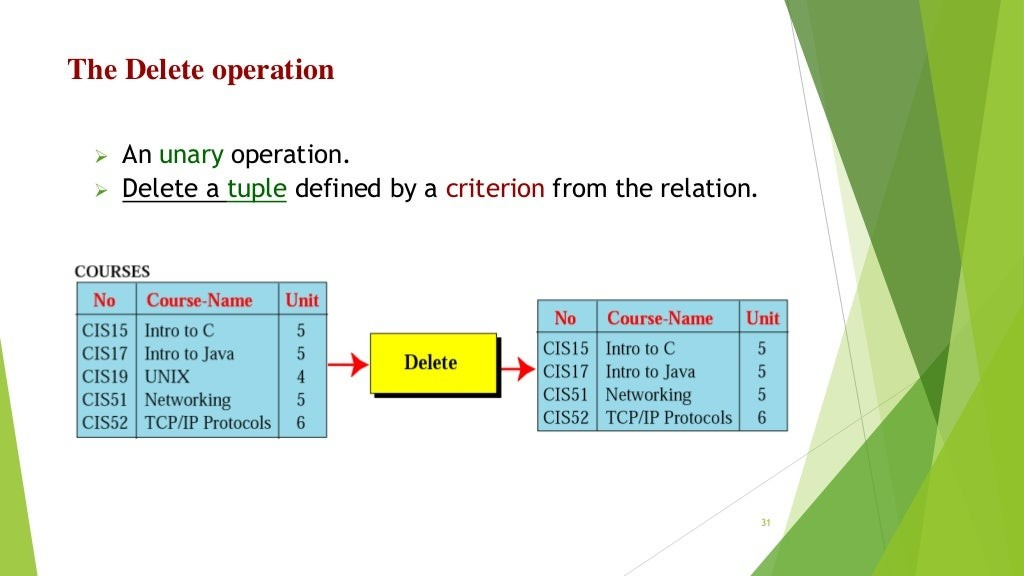 The Delete operation
An unary operation.
Delete a tuple defined by a criterion from the relation.
COURSES
No Course-Name Unit
CIS15 Intro to C 5
CIS17 Intro to Java 5
CIS19 UNIX 4
CIS51 Networking 5
CIS52 TCP/IP Protocols 6
Delete
No Course-Name Unit
CIS15 Intro to C 5
CIS17 Intro to Java 5
CIS51 Networking 5
CIS52 TCP/IP Protocols 6
31